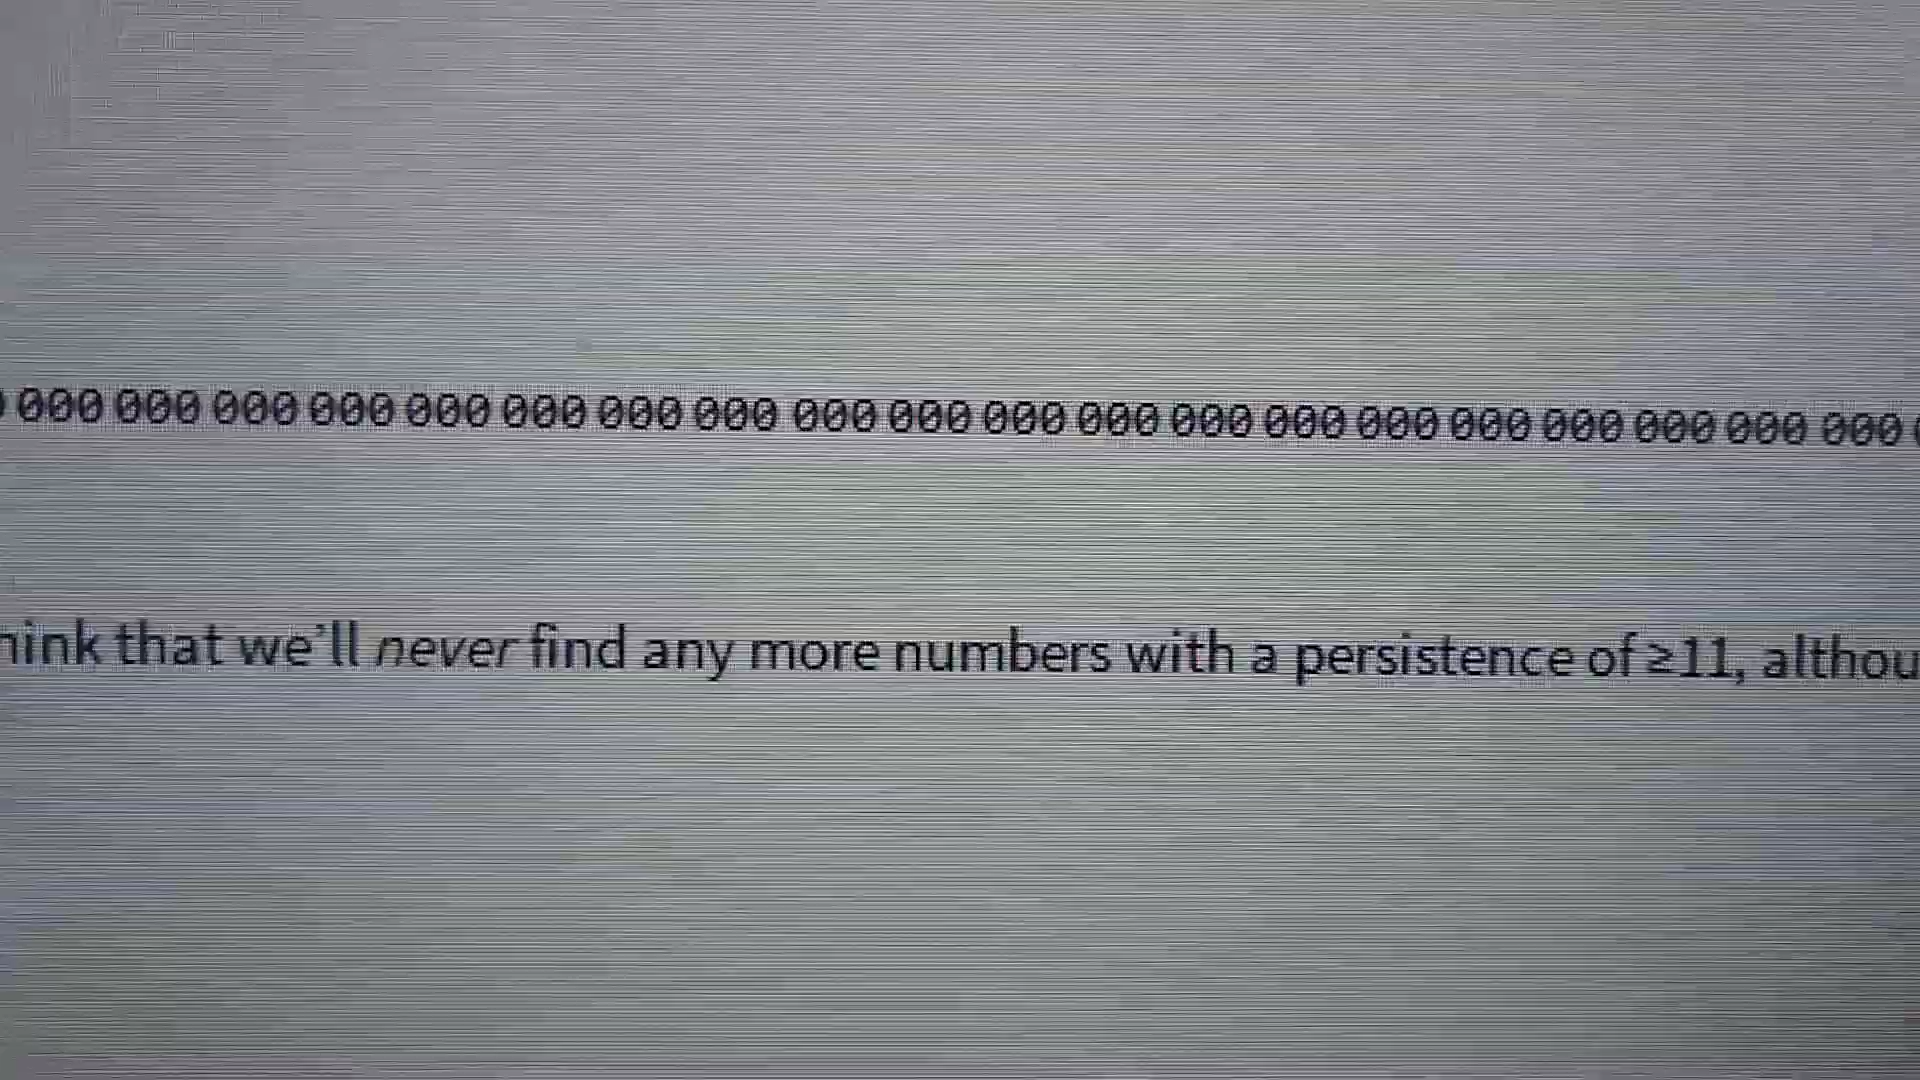 000 000 000 000 000 000 000 000 000 000 000 000 000 000 000 000 000 000 000 000
hink that we’ll never find any more numbers with a persistence of ≥11, althou